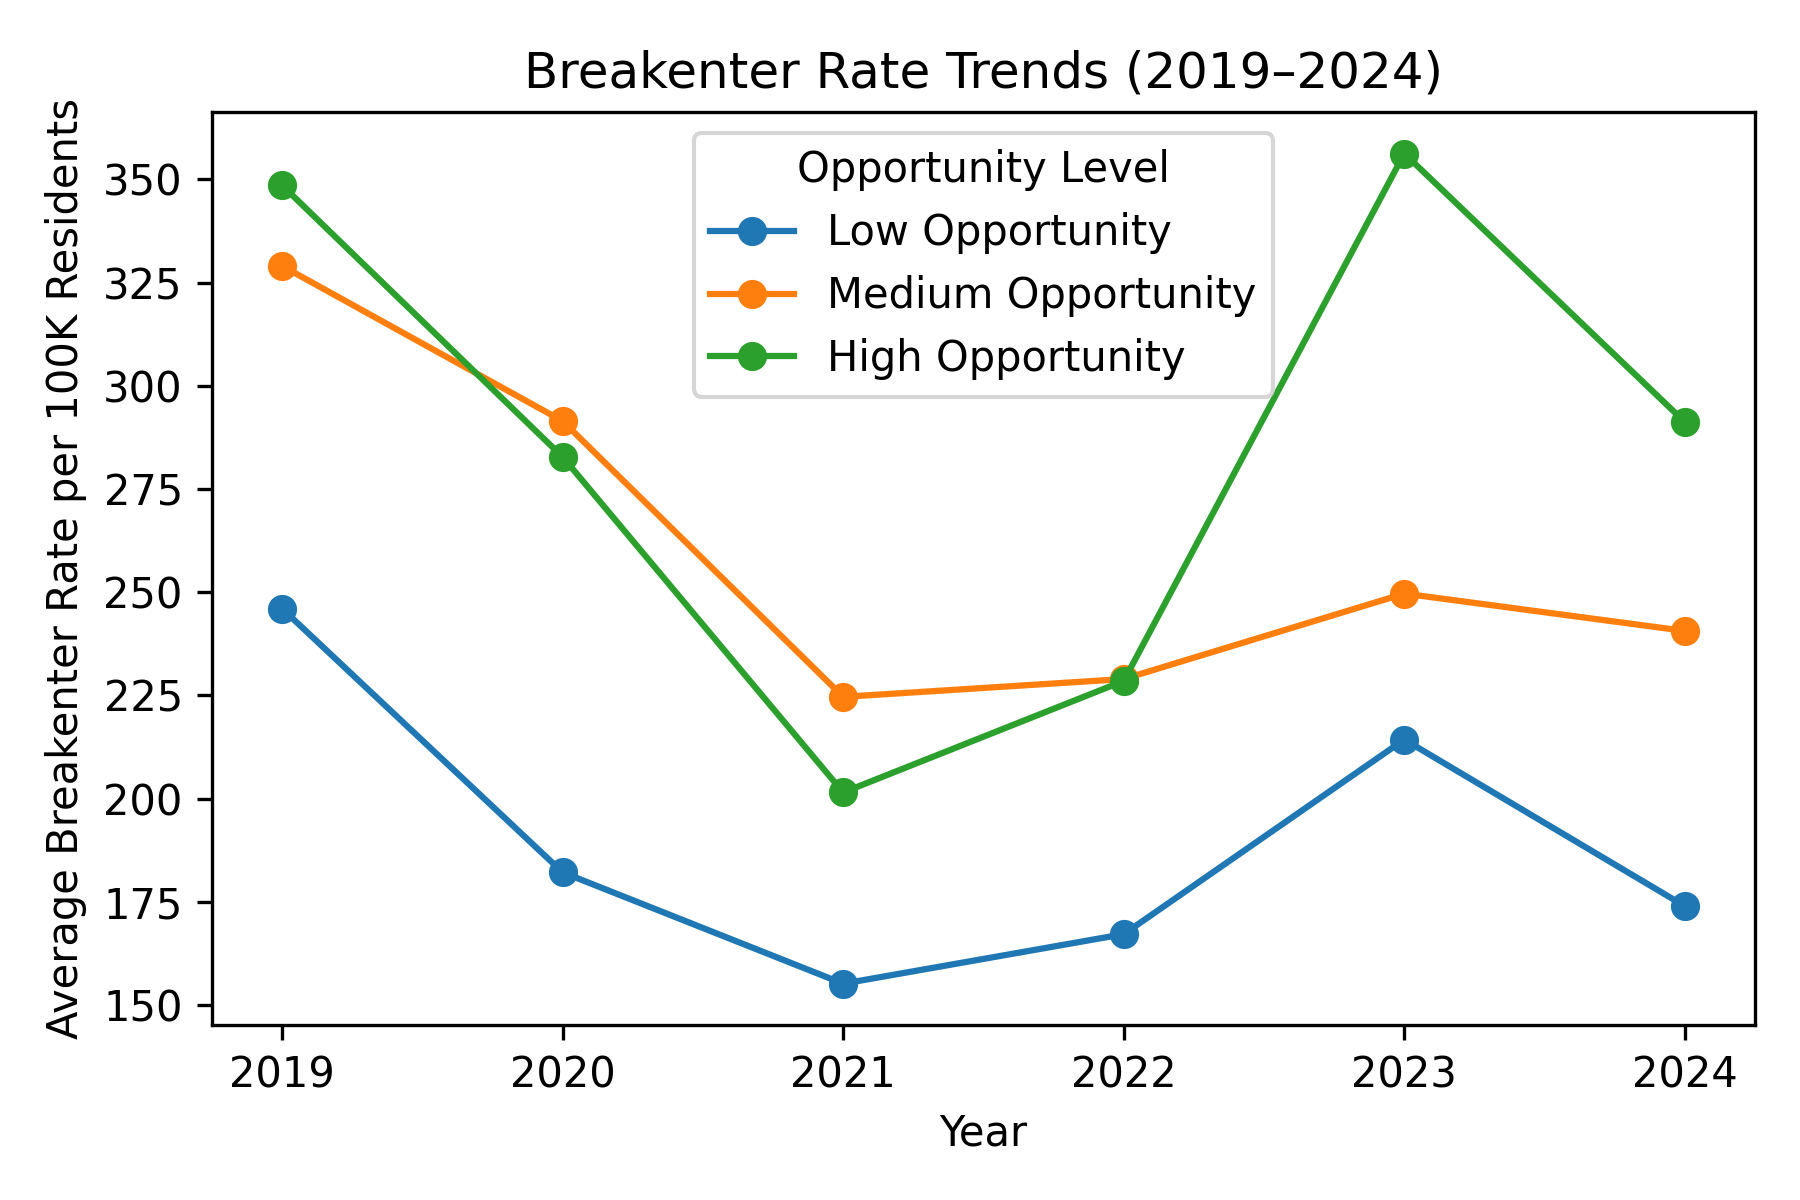 Breakenter Rate Trends (2019–2024)
Average Breakenter Rate per 100K Residents
350
325
300
275
250
225
200
175
150
Opportunity Level
Low Opportunity
Medium Opportunity
High Opportunity
2019 2020 2021 2022 2023 2024
Year